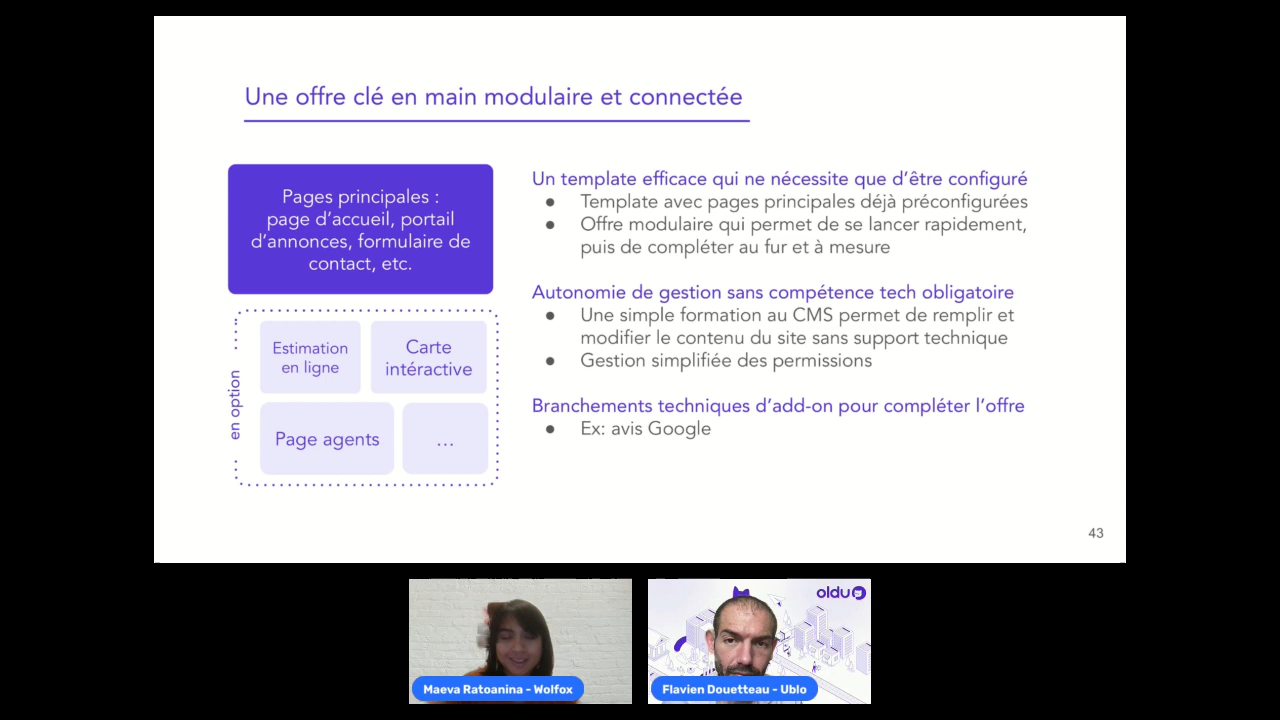 Une offre clé en main modulaire et connectée
Pages principales :
page d'accueil, portail
d'annonces, formulaire de
contact, etc.
en option
Estimation
en ligne
Carte
intéractive
Page agents
...
Un template efficace qui ne nécessite que d'être configuré
● Template avec pages principales déjà préconfigurées
● Offre modulaire qui permet de se lancer rapidement,
puis de compléter au fur et à mesure
Autonomie de gestion sans compétence tech obligatoire
● Une simple formation au CMS permet de remplir et
modifier le contenu du site sans support technique
● Gestion simplifiée des permissions
Branchements techniques d'add-on pour compléter l'offre
● Ex: avis Google
43
oldu
Maeva Ratoanina - Wolfox
Flavien Douetteau - Ublo